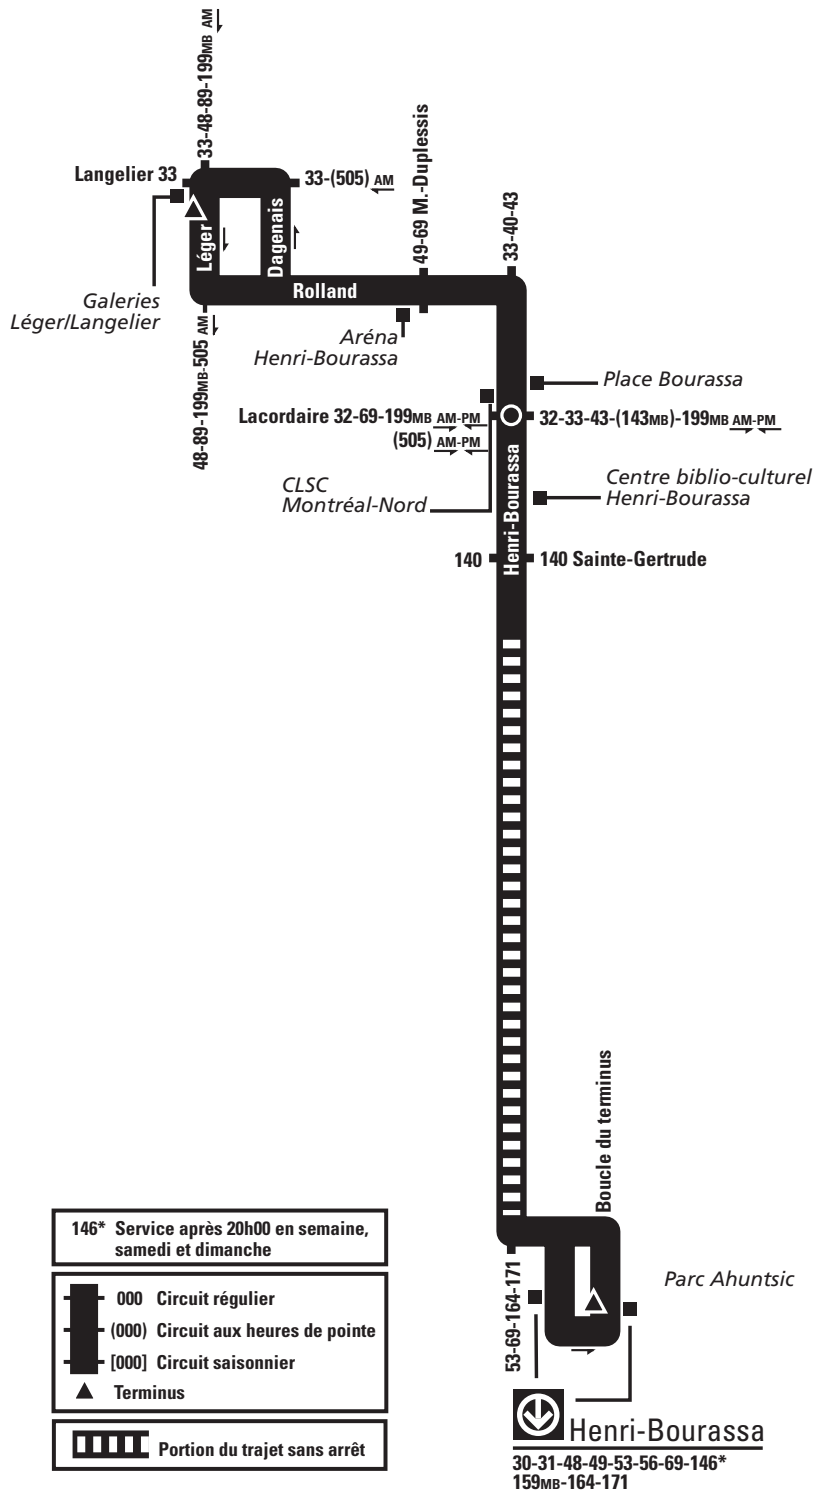 33-48-89-199MB AM
Langelier 33
33-(505) AM
49-69 M.-Duplessis
33-40-43
Léger
Dagenais
Rolland
Galeries
Léger/Langelier
48-89-199MB-505 AM
Aréna
Henri-Bourassa
Place Bourassa
Lacordaire 32-69-199MB AM-PM
(505) AM-PM
32-33-43-(143MB)-199MB AM-PM
CLSC
Montréal-Nord
Henri-Bourassa
Centre biblio-culturel
Henri-Bourassa
140
140 Sainte-Gertrude
Boucle du terminus
146* Service après 20h00 en semaine,
samedi et dimanche
000 Circuit régulier
(000) Circuit aux heures de pointe
[000] Circuit saisonnier
Terminus
Portion du trajet sans arrêt
53-69-164-171
Parc Ahuntsic
Henri-Bourassa
30-31-48-49-53-56-69-146*
159MB-164-171